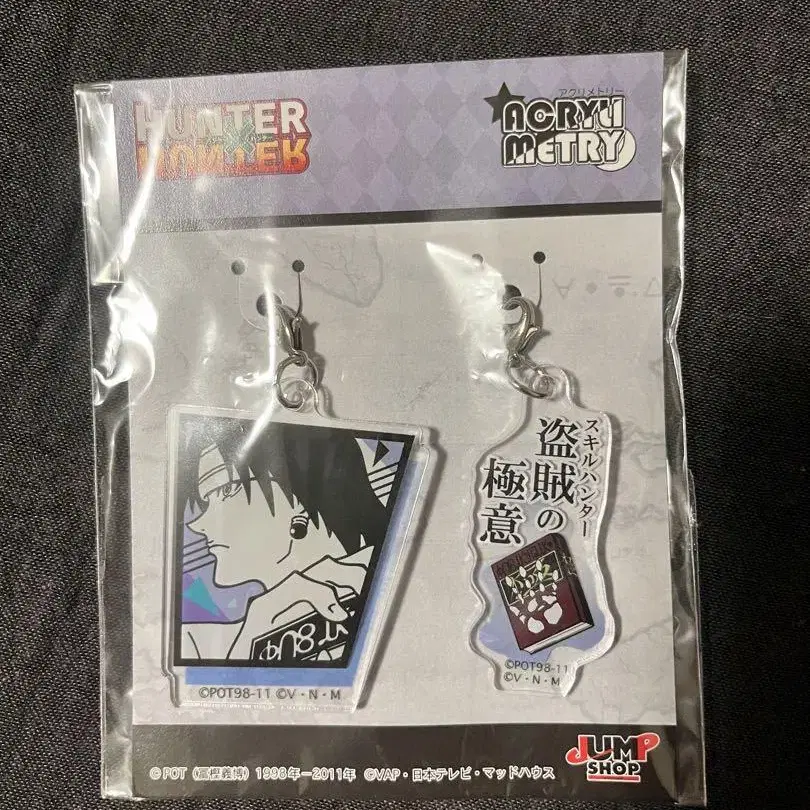 HUNTER
×
HUNTER
アクリメトリー
ACRYLI
METRY
スキルハンター
盗賊の
極意
©POT98-11 ©V・N・M
©POT98-11
©V・N・M
JUMP
SHOP
©POT（冨樫義博）1998年－2011年 ©VAP・日本テレビ・マッドハウス